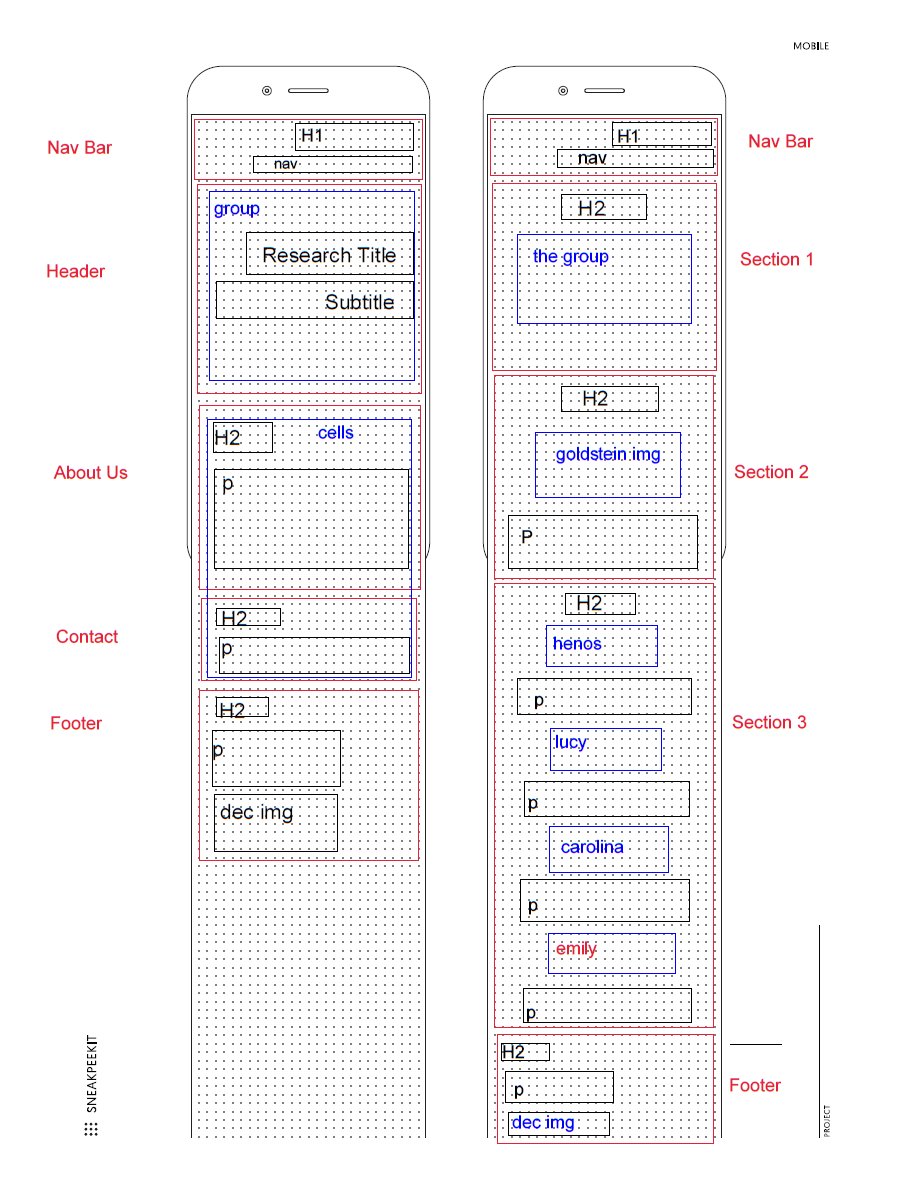 MOBILE
Nav Bar
H1
nav
Header
group
Research Title
Subtitle
About Us
H2
cells
p
Contact
H2
p
Footer
H2
p
dec img
Nav Bar
H1
nav
Section 1
H2
the group
Section 2
H2
goldstein img
P
Section 3
H2
henos
p
lucy
p
carolina
p
emily
p
Footer
H2
p
dec img
SNEAKPEEKIT
PROJECT